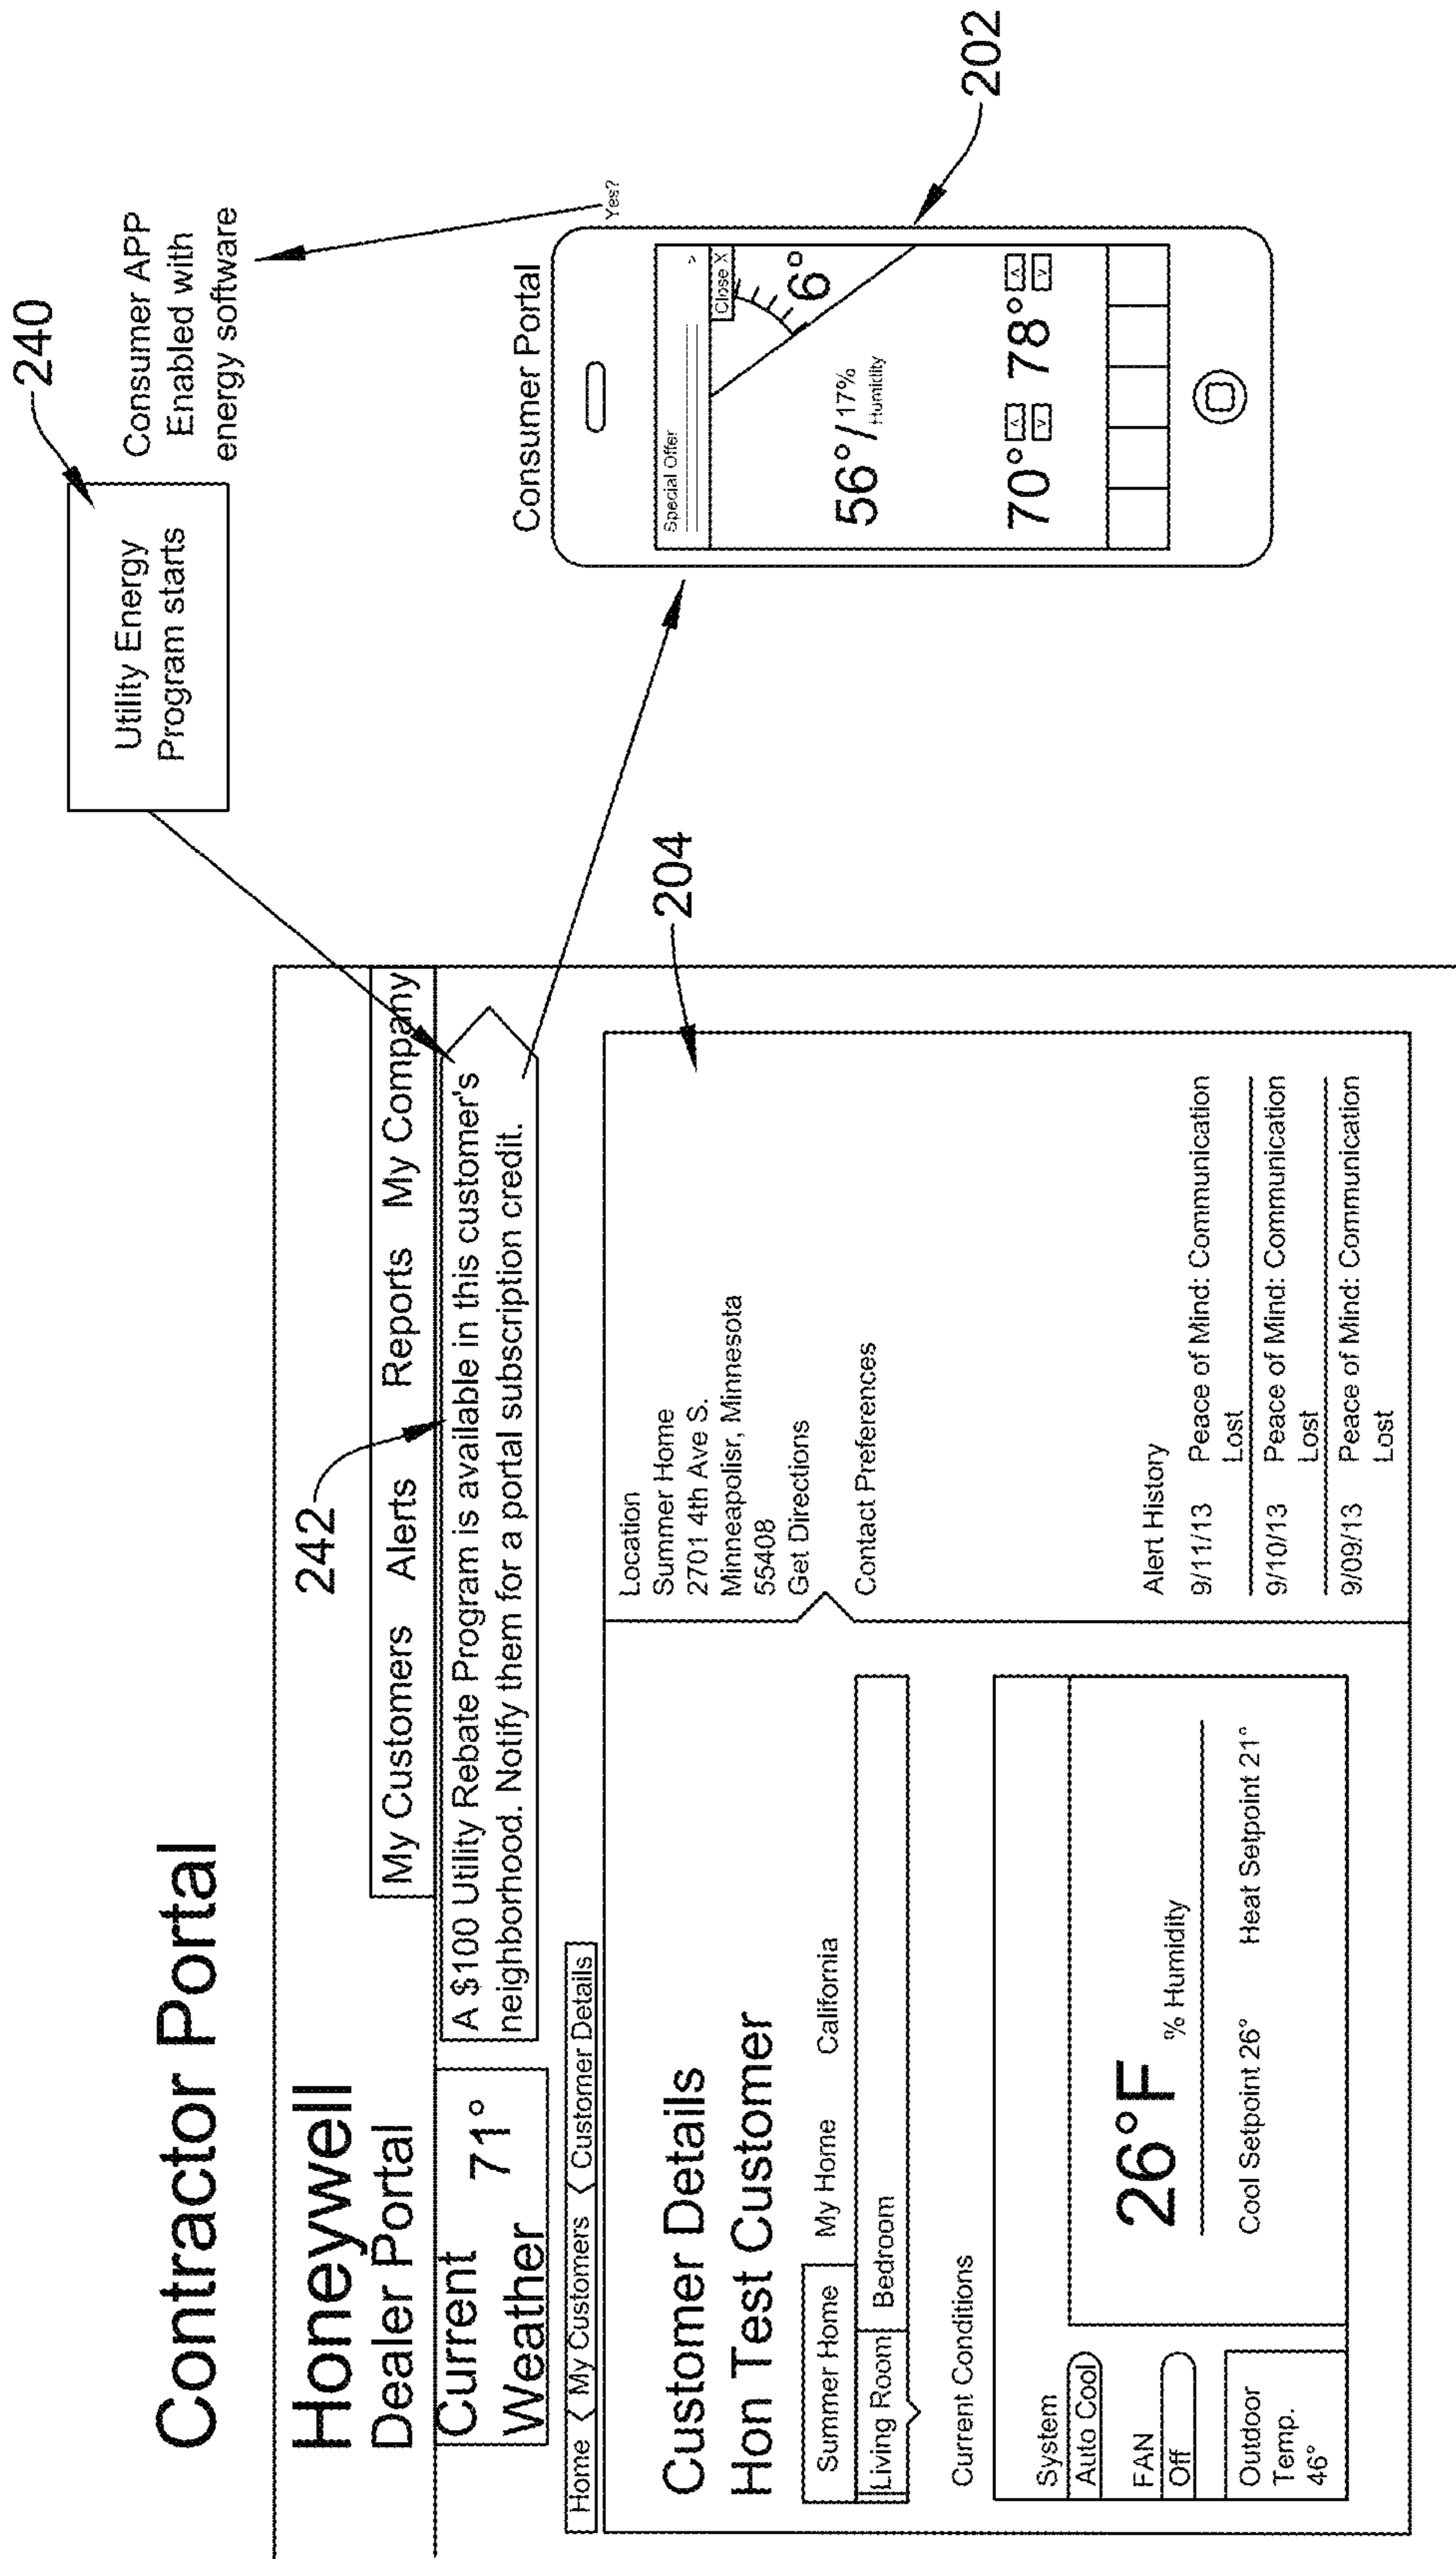 Contractor Portal
240
Utility Energy
Program starts
Consumer APP
Enabled with
energy software
Honeywell
Dealer Portal
242
My Customers Alerts Reports My Company
Current 71°
Weather
A $100 Utility Rebate Program is available in this customer's
neighborhood. Notify them for a portal subscription credit.
Home < My Customers < Customer Details
Customer Details
Hon Test Customer
Summer Home My Home California
Living Room Bedroom
Current Conditions
System
Auto Cool
FAN
Off
Outdoor
Temp.
46°
26°F
% Humidity
Cool Setpoint 26° Heat Setpoint 21°
204
Location
Summer Home
2701 4th Ave S.
Minneapolisr, Minnesota
55408
Get Directions
Contact Preferences
Alert History
9/11/13 Peace of Mind: Communication
Lost
9/10/13 Peace of Mind: Communication
Lost
9/09/13 Peace of Mind: Communication
Lost
Consumer Portal
Yes?
Special Offer >
Close X
6°
56°/17%
Humidity
70° 78°
202